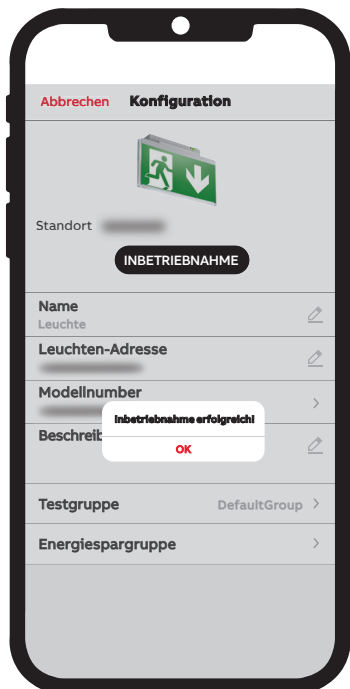 Abbrechen Konfiguration
Standort
INBETRIEBNAHME
Name
Leuchte
Leuchten-Adresse
Modellnumber
Inbetriebnahme erfolgreich!
Beschreib
OK
Testgruppe DefaultGroup
Energiespargruppe